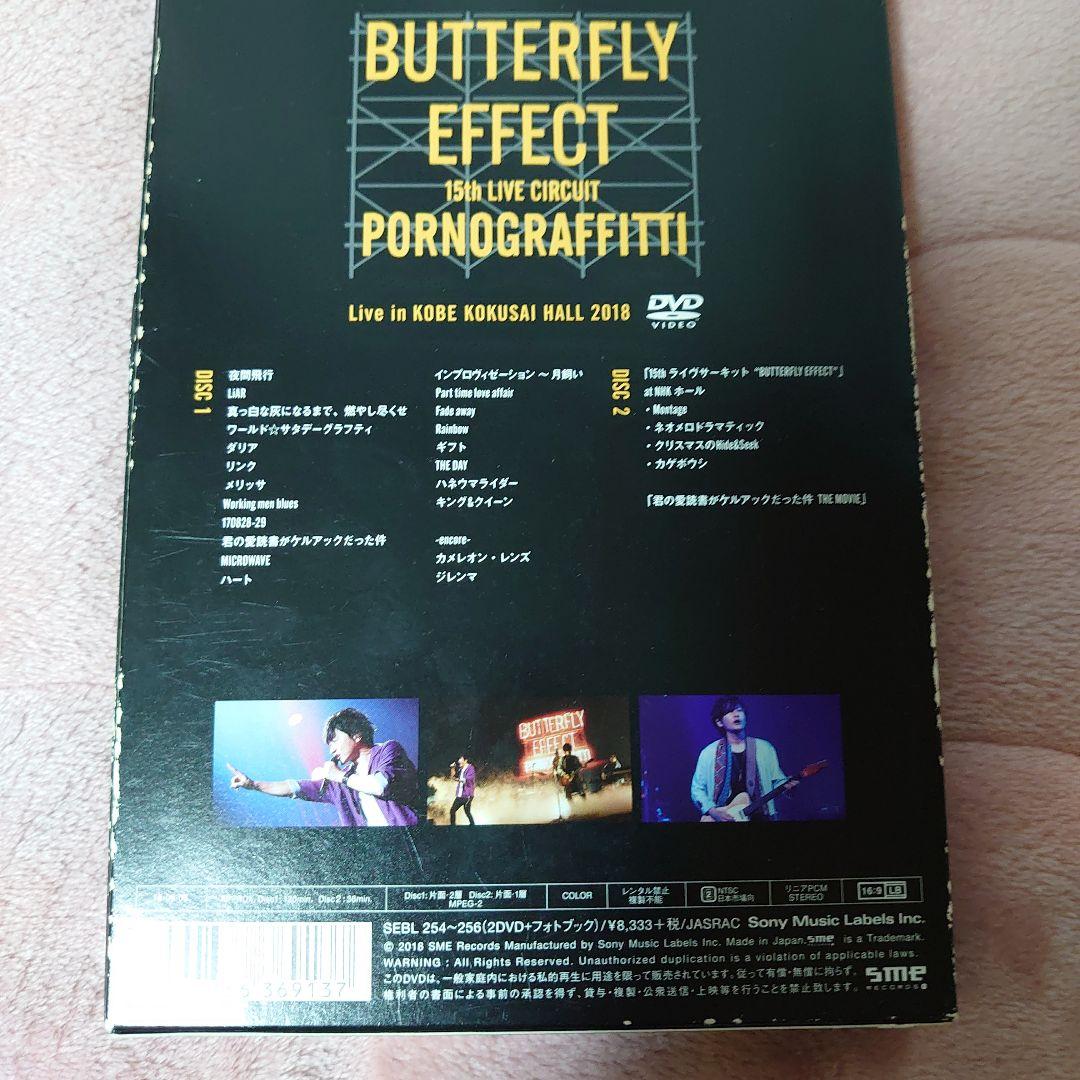 BUTTERFLY
EFFECT
15th LIVE CIRCUIT
PORNOGRAFFITTI
Live in KOBE KOKUSAI HALL 2018
DVD
VIDEO
DISC 1
夜間飛行
LiAR
真っ白な灰になるまで、燃やし尽くせ
ワールド☆サタデーグラフティ
ダリア
リンク
メリッサ
Working men blues
170828-29
君の愛読書がケルアックだった件
MICROWAVE
ハート
インプロヴィゼーション ～ 月飼い
Part time love affair
Fade away
Rainbow
ギフト
THE DAY
ハネウマライダー
キング&クイーン
-encore-
カメレオン・レンズ
ジレンマ
DISC 2
「15th ライヴサーキット "BUTTERFLY EFFECT"」
at NHK ホール
・Montage
・ネオメロドラマティック
・クリスマスのHide&Seek
・カゲボウシ
「君の愛読書がケルアックだった件 THE MOVIE」
BUTTERFLY
EFFECT
Disc 2: 36min.
Disc1: 片面・2層 Disc2: 片面・1層
MPEG-2
COLOR
レンタル禁止
複製不能
2
NTSC
日本市場向
リニアPCM
STEREO
16:9 LB
SEBL 254～256(2DVD+フォトブック)/¥8,333+税/JASRAC Sony Music Labels Inc.
© 2018 SME Records Manufactured by Sony Music Labels Inc. Made in Japan. sme is a Trademark.
WARNING : All Rights Reserved. Unauthorized duplication is a violation of applicable laws.
このDVDは、一般家庭内における私的再生に用途を限って販売されています。従って有償・無償に拘らず、
権利者の書面による事前の承認を得ず、貸与・複製・公衆送信・上映等を行うことを禁止致します。
sme
RECORDS
369137